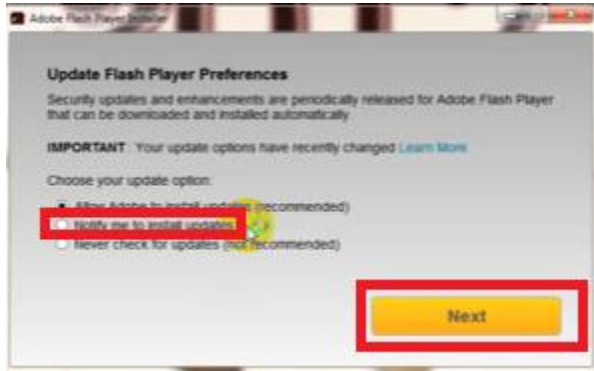 Adobe Flash Player Installer
Update Flash Player Preferences
Security updates and enhancements are periodically released for Adobe Flash Player
that can be downloaded and installed automatically.
IMPORTANT: Your update options have recently changed Learn More
Choose your update option:
Allow Adobe to install updates (recommended)
Notify me to install updates
Never check for updates (not recommended)
Next